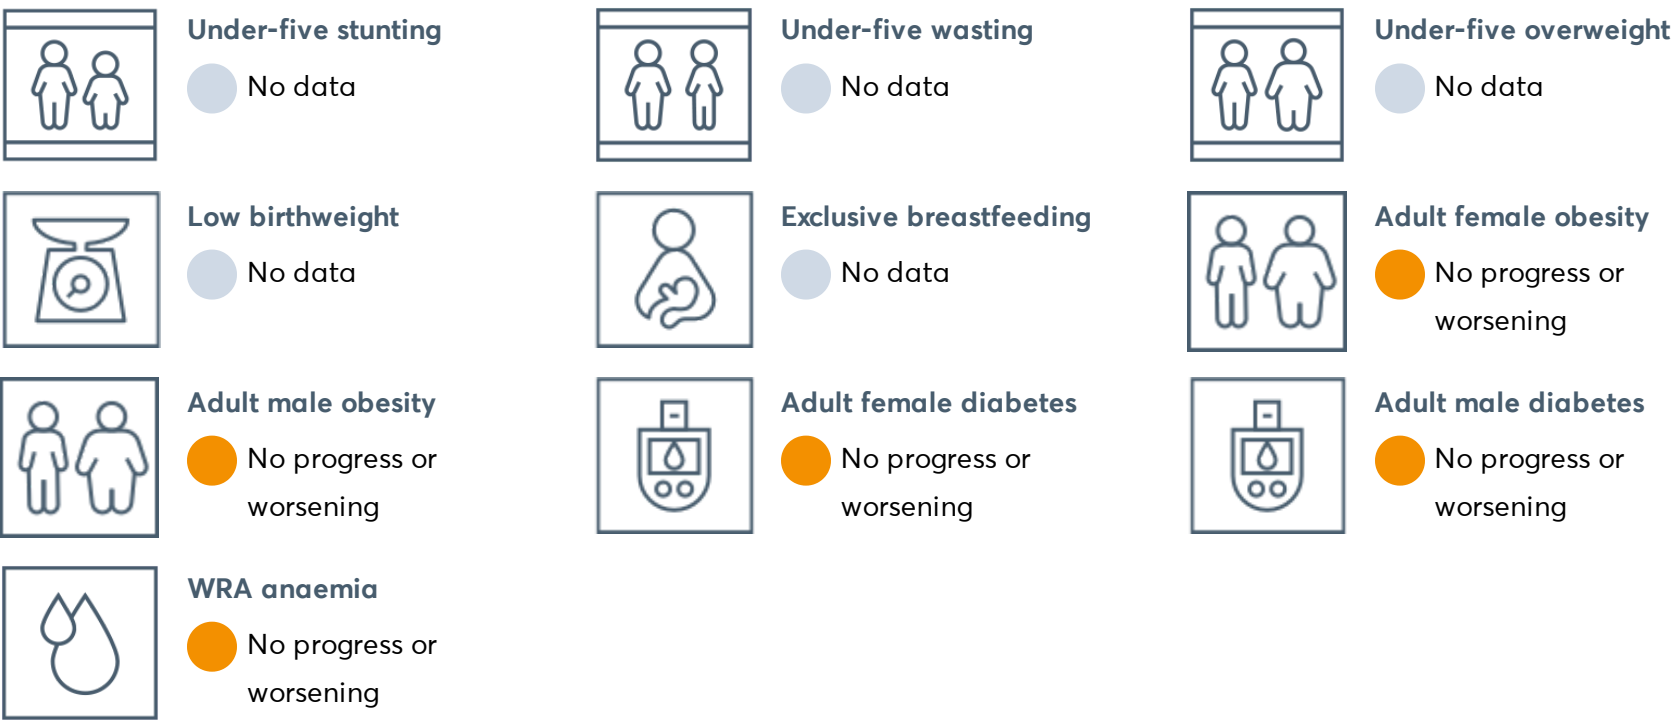 Under-five stunting
No data
Under-five wasting
No data
Under-five overweight
No data
Low birthweight
No data
Exclusive breastfeeding
No data
Adult female obesity
No progress or
worsening
Adult male obesity
No progress or
worsening
Adult female diabetes
No progress or
worsening
Adult male diabetes
No progress or
worsening
WRA anaemia
No progress or
worsening